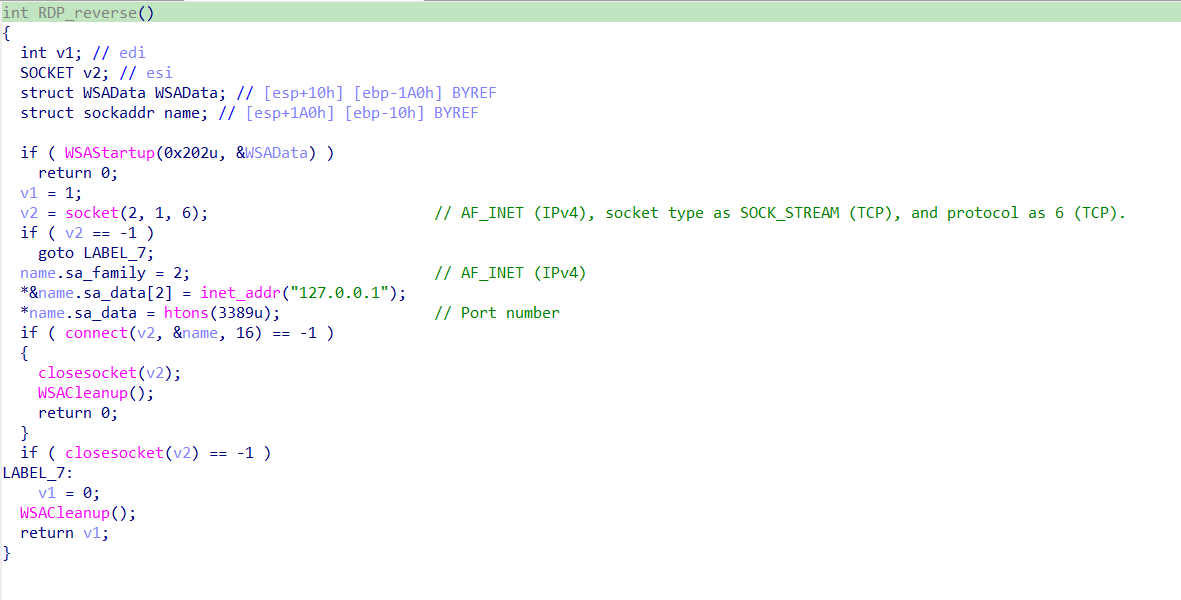 int RDP_reverse()
{
  int v1; // edi
  SOCKET v2; // esi
  struct WSAData WSAData; // [esp+10h] [ebp-1A0h] BYREF
  struct sockaddr name; // [esp+1A0h] [ebp-10h] BYREF

  if ( WSAStartup(0x202u, &WSAData) )
    return 0;
  v1 = 1;
  v2 = socket(2, 1, 6);                         // AF_INET (IPv4), socket type as SOCK_STREAM (TCP), and protocol as 6 (TCP).
  if ( v2 == -1 )
    goto LABEL_7;
  name.sa_family = 2;                           // AF_INET (IPv4)
  *&name.sa_data[2] = inet_addr("127.0.0.1");
  *name.sa_data = htons(3389u);                 // Port number
  if ( connect(v2, &name, 16) == -1 )
  {
    closesocket(v2);
    WSACleanup();
    return 0;
  }
  if ( closesocket(v2) == -1 )
LABEL_7:
    v1 = 0;
  WSACleanup();
  return v1;
}